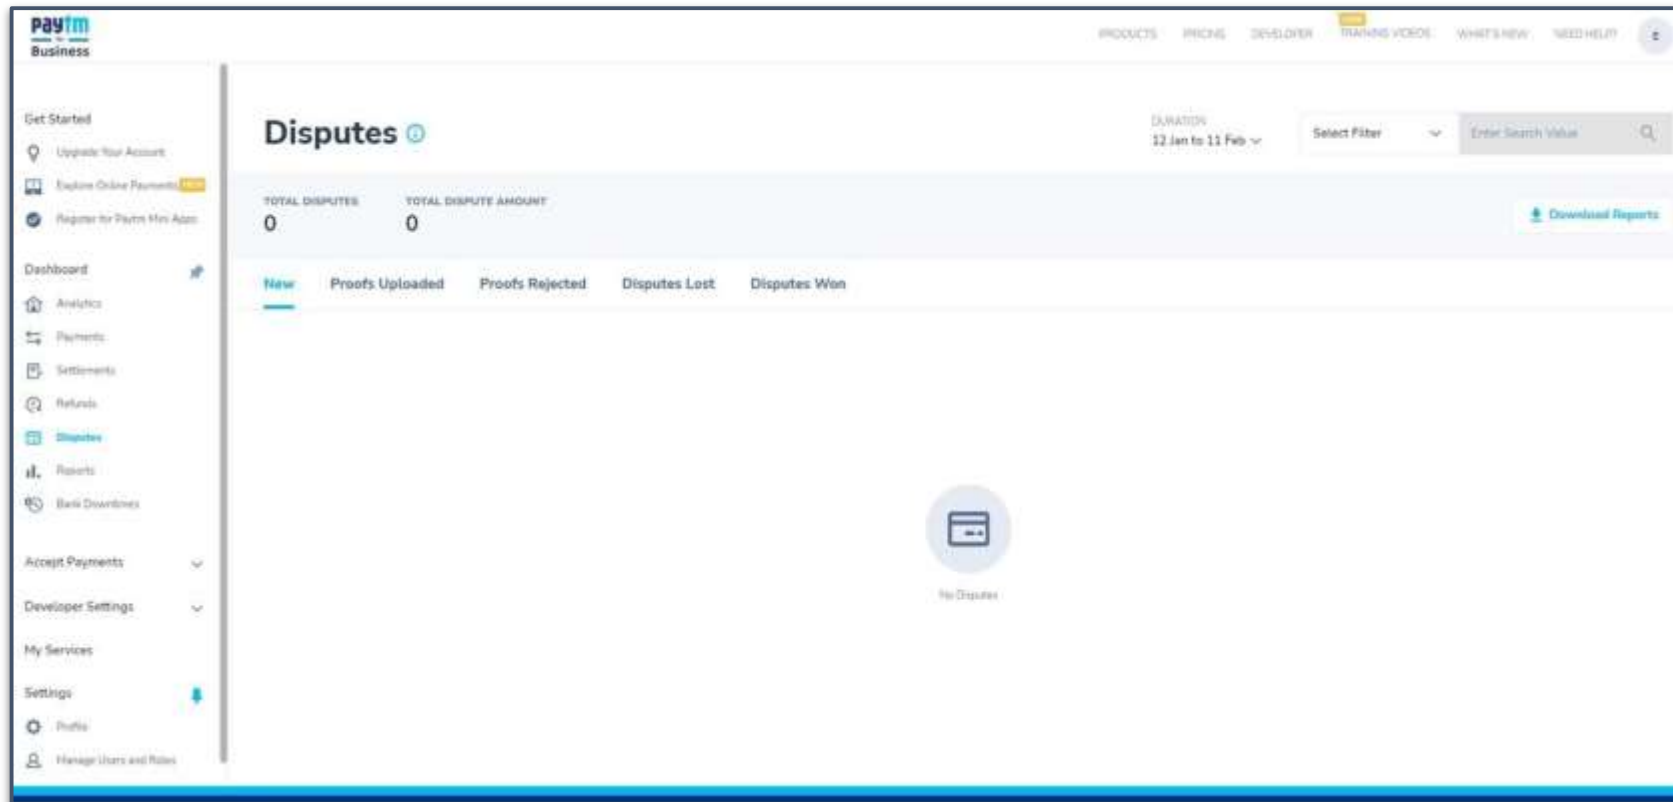 paytm
for
Business
PRODUCTS PRICING DEVELOPER TRAINING VIDEOS WHAT'S NEW NEED HELP?
Get Started
Upgrade Your Account
Explore Online Payments
Register for Paytm Mini Apps
Dashboard
Analytics
Payments
Settlements
Refunds
Disputes
Reports
Bank Downtimes
Accept Payments
Developer Settings
My Services
Settings
Profile
Manage Users and Roles
Disputes
DURATION
12 Jan to 11 Feb
Select Filter
Enter Search Value
TOTAL DISPUTES
0
TOTAL DISPUTE AMOUNT
0
Download Reports
New Proofs Uploaded Proofs Rejected Disputes Lost Disputes Won
No Disputes